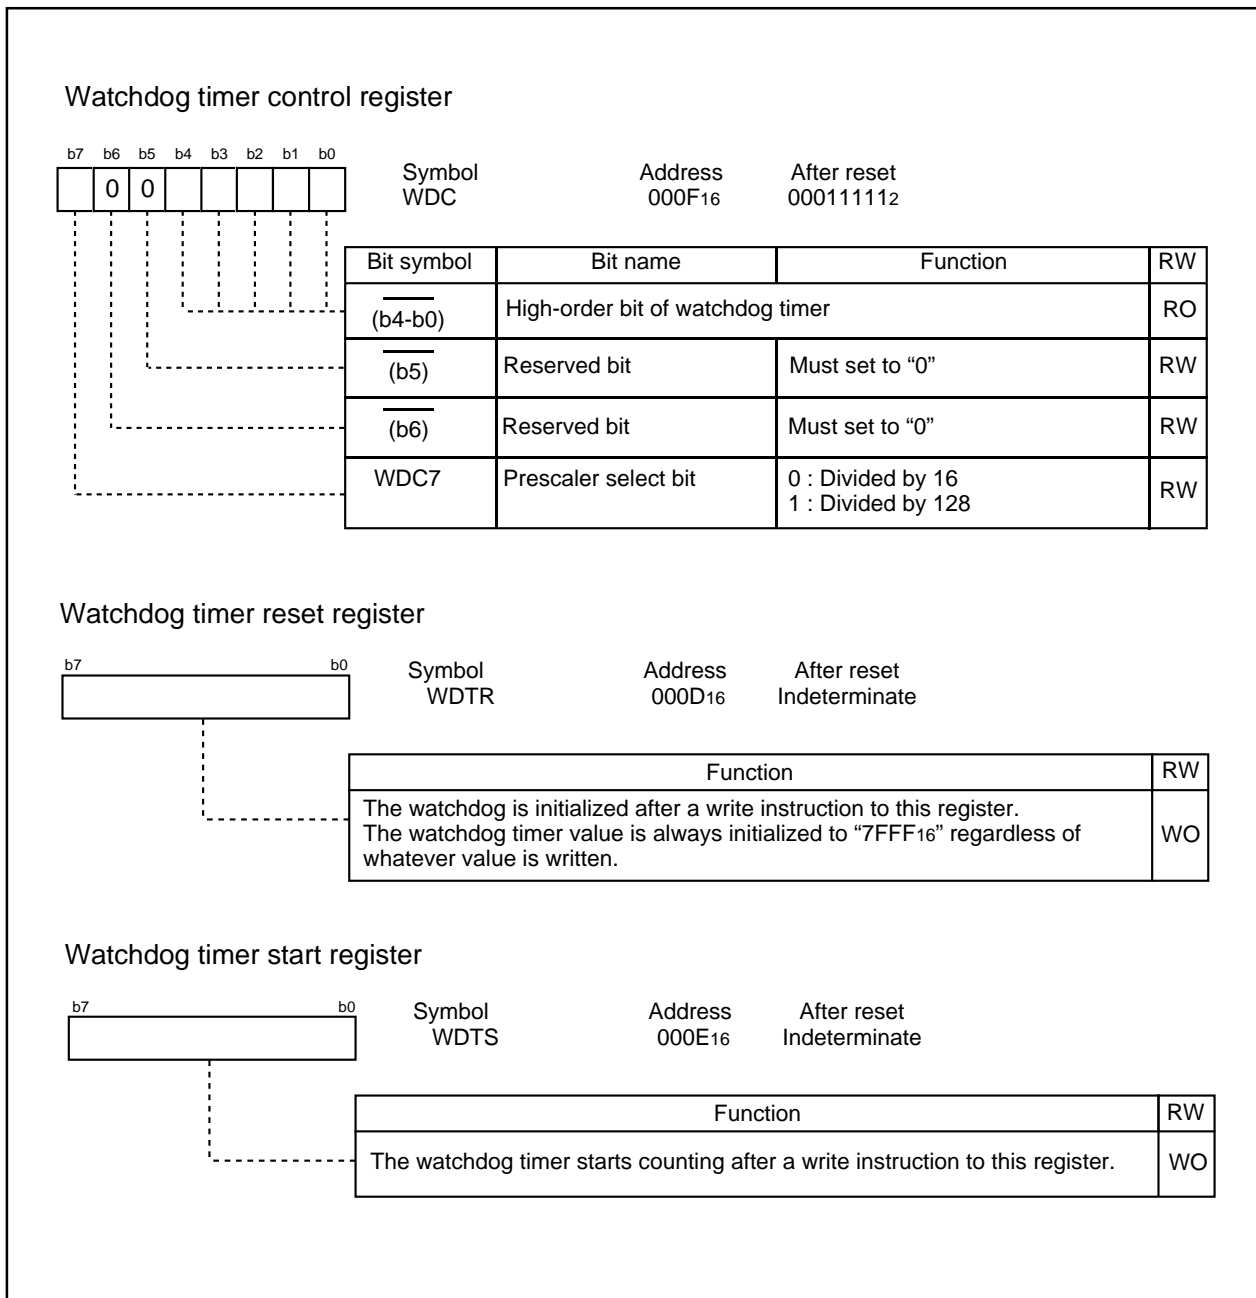 Watchdog timer control register
b7 b6 b5 b4 b3 b2 b1 b0
0 0
Symbol Address After reset
WDC 000F16 000111112
Bit symbol Bit name Function RW
(b4-b0) High-order bit of watchdog timer RO
(b5) Reserved bit Must set to “0” RW
(b6) Reserved bit Must set to “0” RW
WDC7 Prescaler select bit 0 : Divided by 16
1 : Divided by 128 RW
Watchdog timer reset register
b7 b0
Symbol Address After reset
WDTR 000D16 Indeterminate
Function RW
The watchdog is initialized after a write instruction to this register.
The watchdog timer value is always initialized to “7FFF16” regardless of
whatever value is written.
WO
Watchdog timer start register
b7 b0
Symbol Address After reset
WDTS 000E16 Indeterminate
Function RW
The watchdog timer starts counting after a write instruction to this register. WO